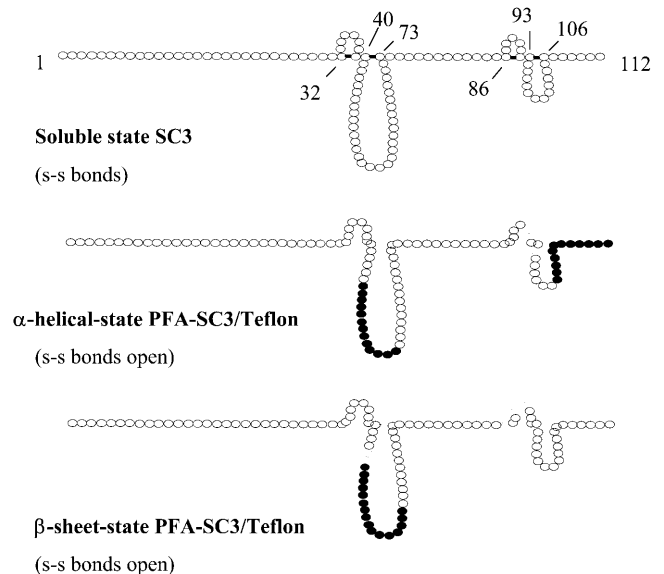 40
93
73
106
1
32
86
112
Soluble state SC3
(s-s bonds)
α-helical-state PFA-SC3/Teflon
(s-s bonds open)
β-sheet-state PFA-SC3/Teflon
(s-s bonds open)